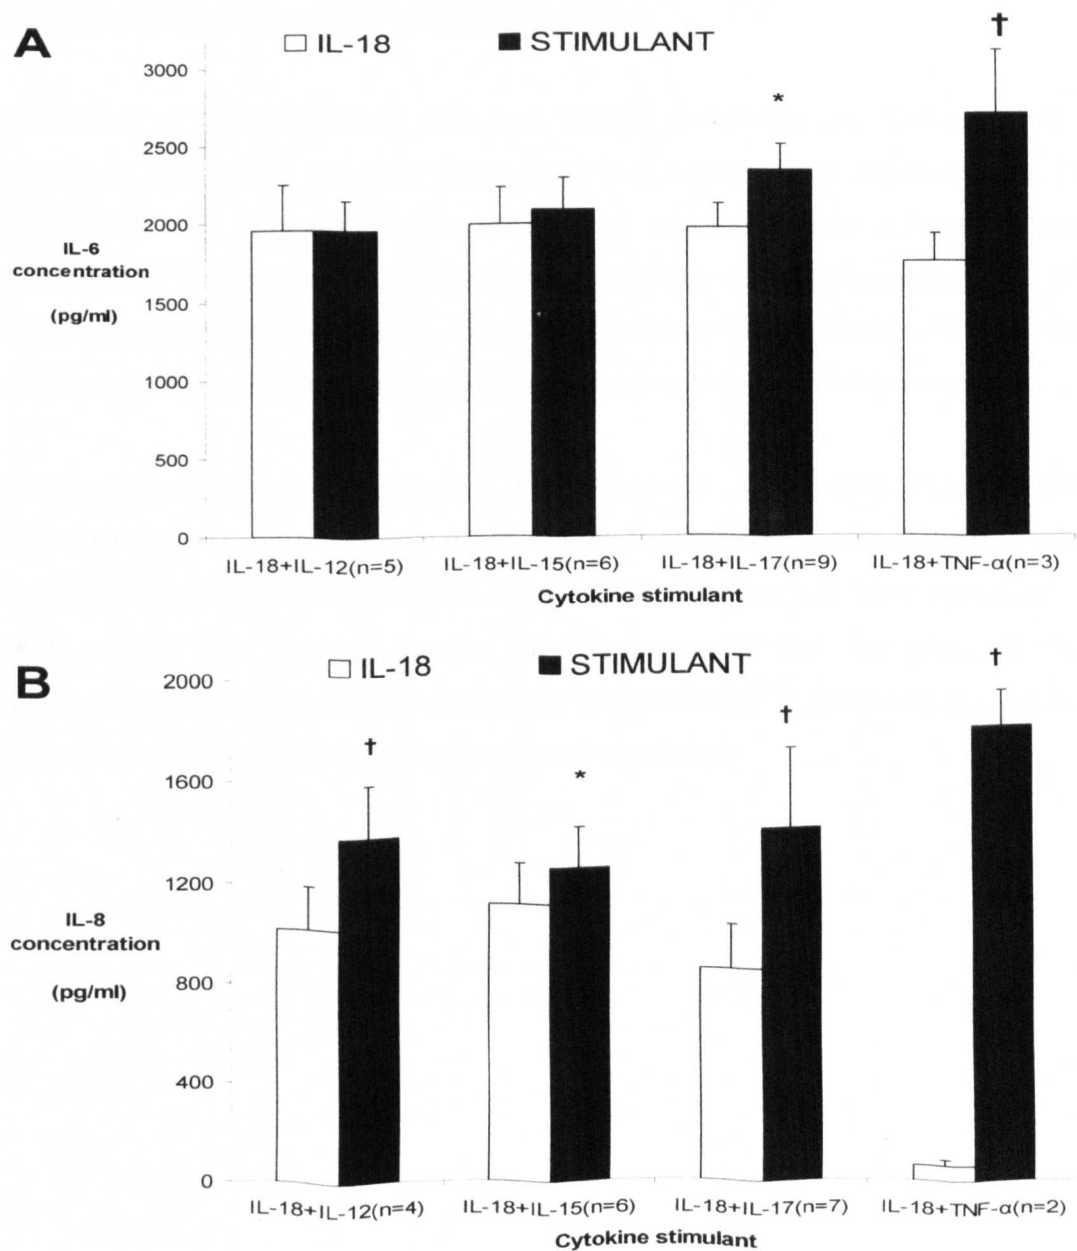 A
□ IL-18 ■ STIMULANT
†
3000
*
2500
2000
IL-6
concentration
(pg/ml)
1500
1000
500
0
IL-18+IL-12(n=5) IL-18+IL-15(n=6) IL-18+IL-17(n=9) IL-18+TNF-α(n=3)
Cytokine stimulant
B
□ IL-18 ■ STIMULANT
†
2000
†
†
*
1600
1200
IL-8
concentration
(pg/ml)
800
400
0
IL-18+IL-12(n=4) IL-18+IL-15(n=6) IL-18+IL-17(n=7) IL-18+TNF-α(n=2)
Cytokine stimulant